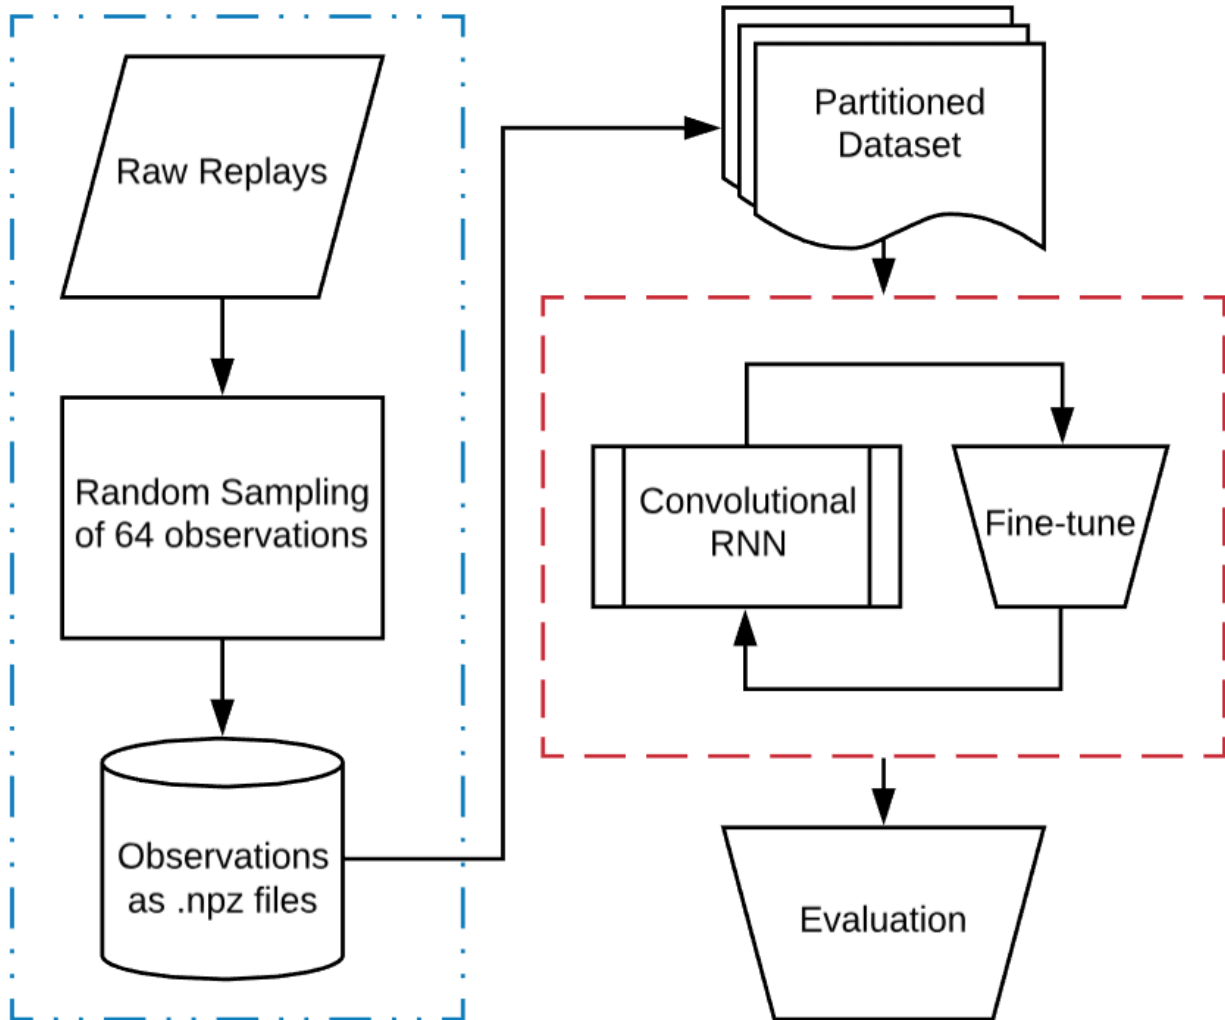 Raw Replays
Random Sampling
of 64 observations
Observations
as .npz files
Partitioned
Dataset
Convolutional
RNN
Fine-tune
Evaluation